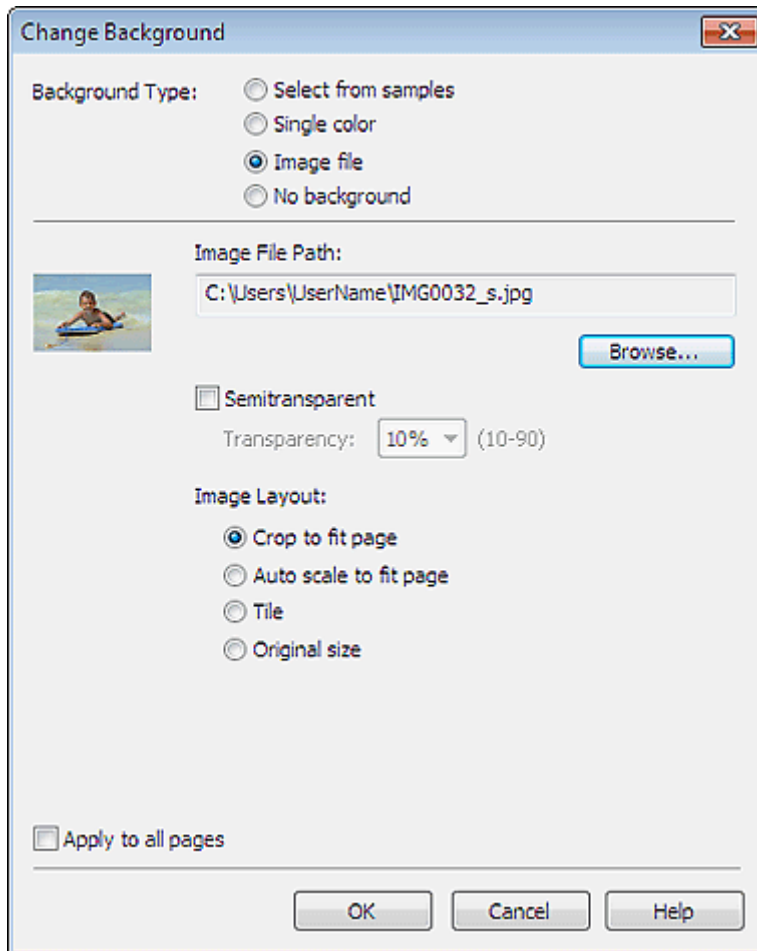 Change Background
Background Type:
Select from samples
Single color
Image file
No background
Image File Path:
C:\Users\UserName\IMG0032_s.jpg
Browse...
Semitransparent
Transparency: 10% (10-90)
Image Layout:
Crop to fit page
Auto scale to fit page
Tile
Original size
Apply to all pages
OK Cancel Help